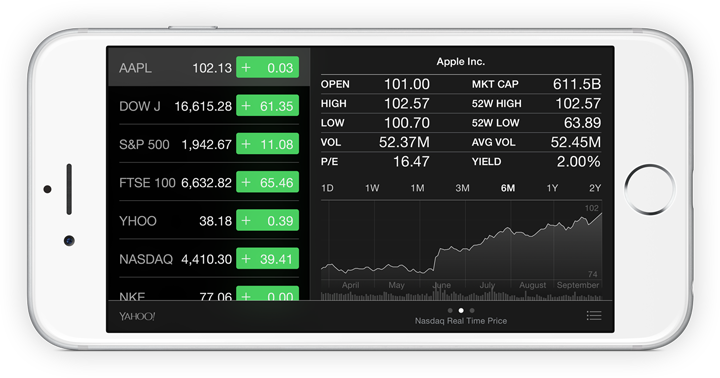 AAPL 102.13 + 0.03
DOW J 16,615.28 + 61.35
S&P 500 1,942.67 + 11.08
FTSE 100 6,632.82 + 65.46
YHOO 38.18 + 0.39
NASDAQ 4,410.30 + 39.41
NKE 77.06 + 0.00
YAHOO!
Apple Inc.
OPEN 101.00 MKT CAP 611.5B
HIGH 102.57 52W HIGH 102.57
LOW 100.70 52W LOW 63.89
VOL 52.37M AVG VOL 52.45M
P/E 16.47 YIELD 2.00%
1D 1W 1M 3M 6M 1Y 2Y
102
74
April May June July August September
Nasdaq Real Time Price